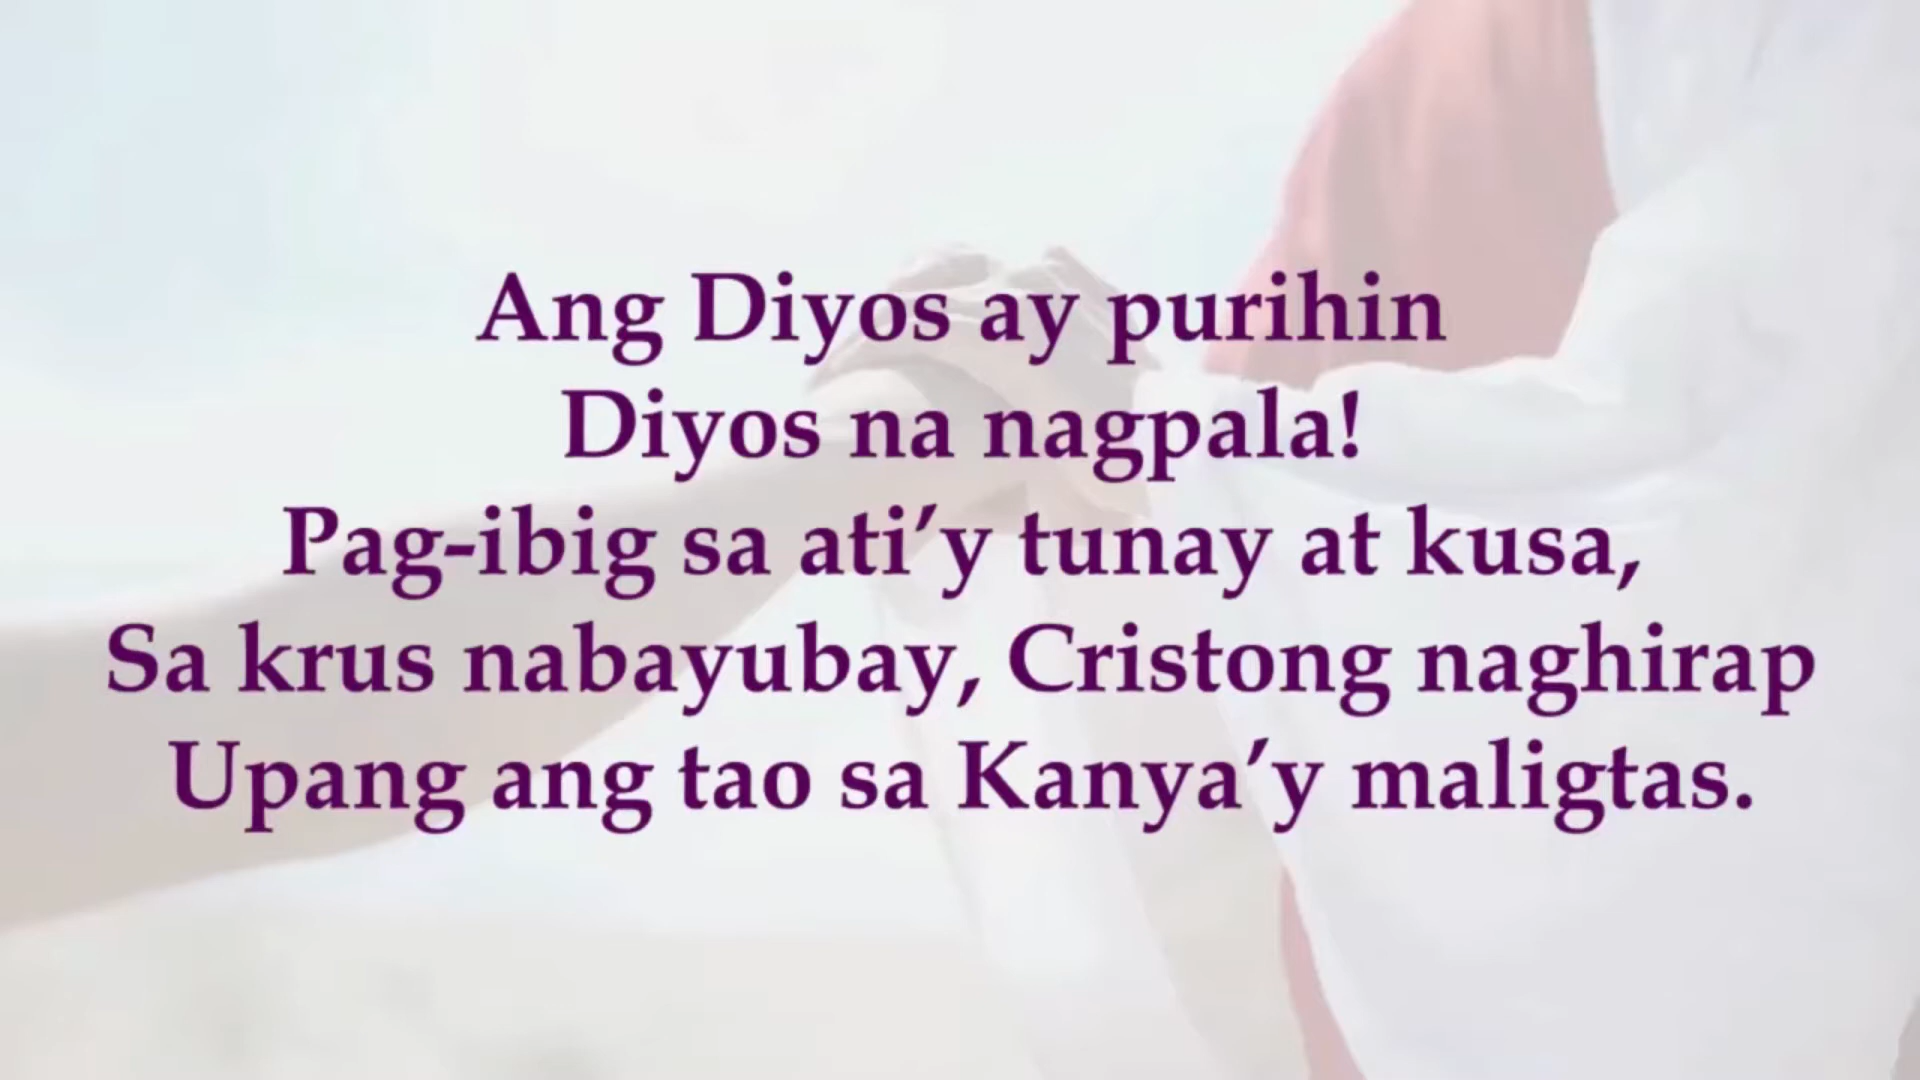 Ang Diyos ay purihin
Diyos na nagpala!
Pag-ibig sa ati’y tunay at kusa,
Sa krus nabayubay, Cristong naghirap
Upang ang tao sa Kanya’y maligtas.